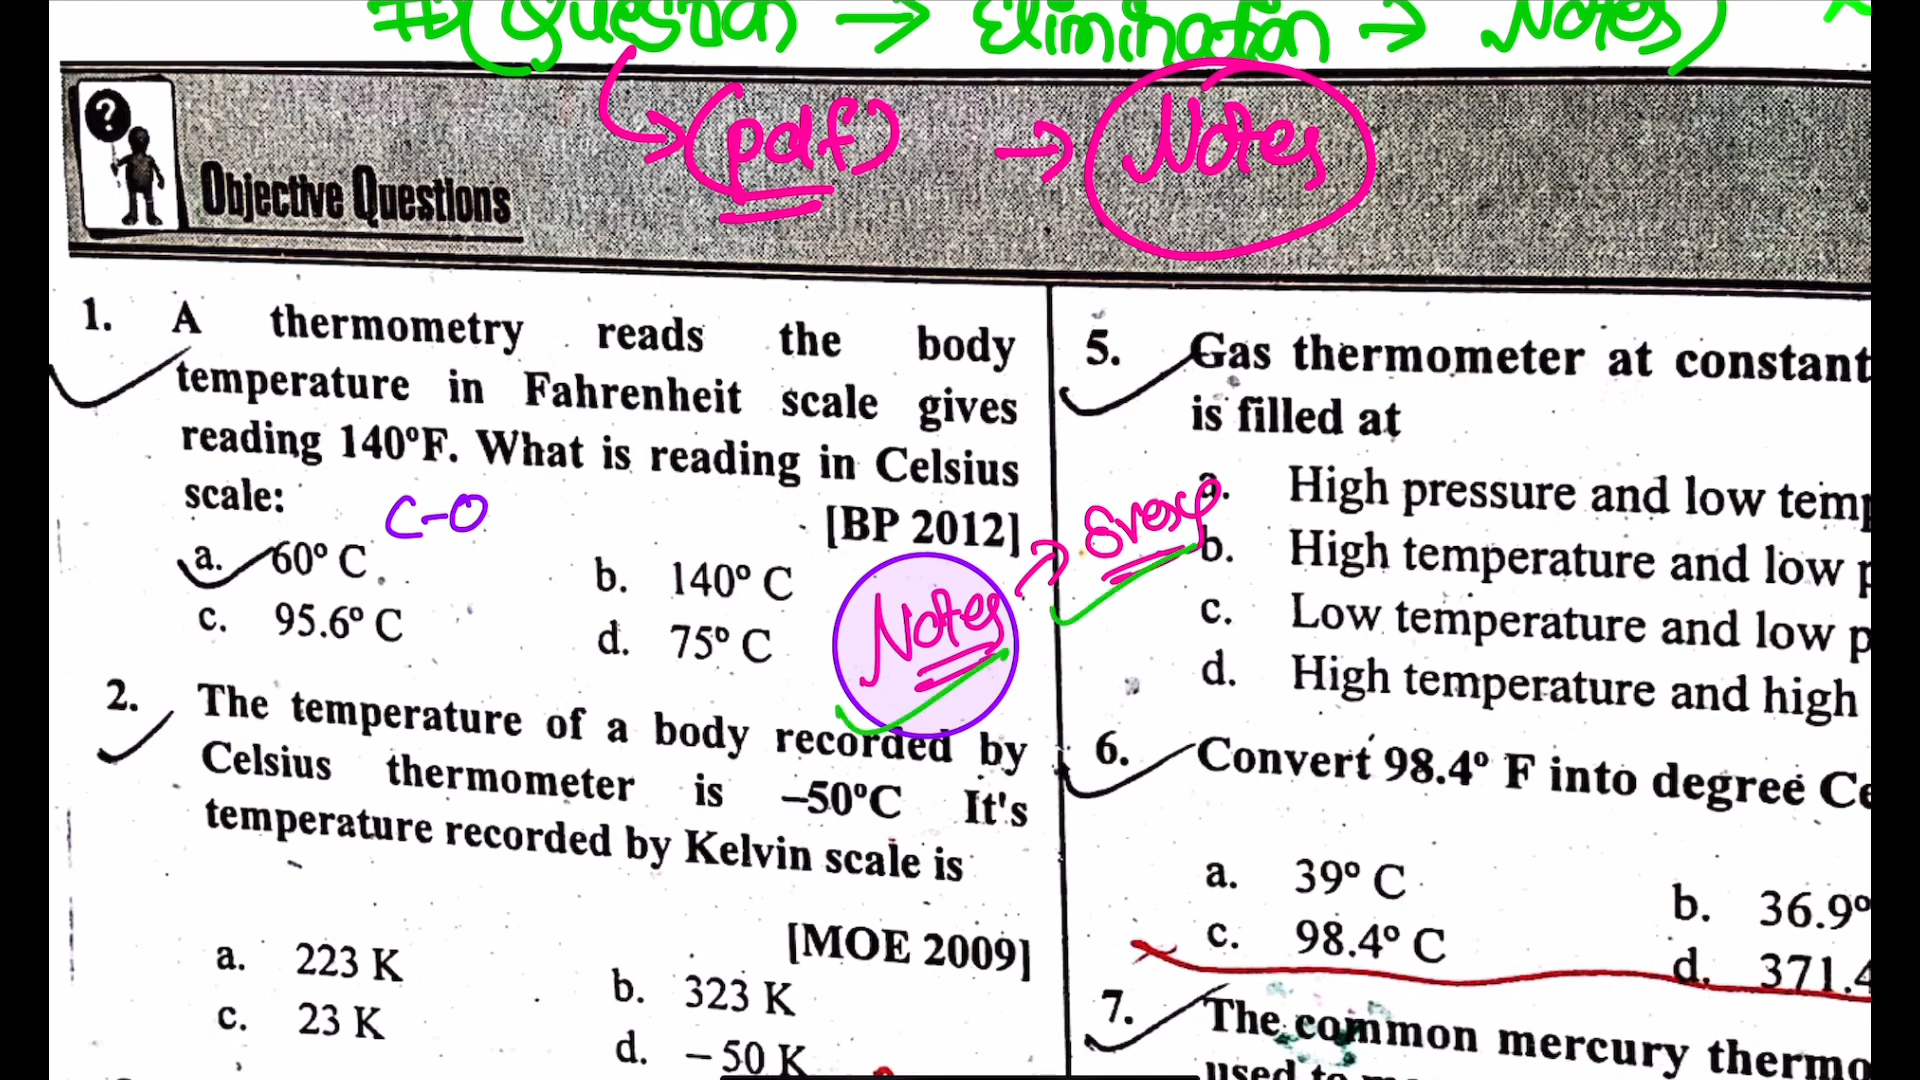 (Question → Elimination → Notes)
→ (pdf) → Notes
Objective Questions
1. A thermometry reads the body
temperature in Fahrenheit scale gives
reading 140°F. What is reading in Celsius
scale:
C-0
[BP 2012]
a. 60° C
b. 140° C
c. 95.6° C
d. 75° C
Notes →
2. The temperature of a body recorded by
Celsius thermometer is –50°C It's
temperature recorded by Kelvin scale is
[MOE 2009]
a. 223 K
b. 323 K
c. 23 K
d. – 50 K
5. Gas thermometer at constant
is filled at
a. High pressure and low
b. High temperature and low
c. Low temperature and low
d. High temperature and high
6. Convert 98.4° F into degree
a. 39° C
b. 36.9°
c. 98.4° C
d. 371.4
7. The common mercury
used to